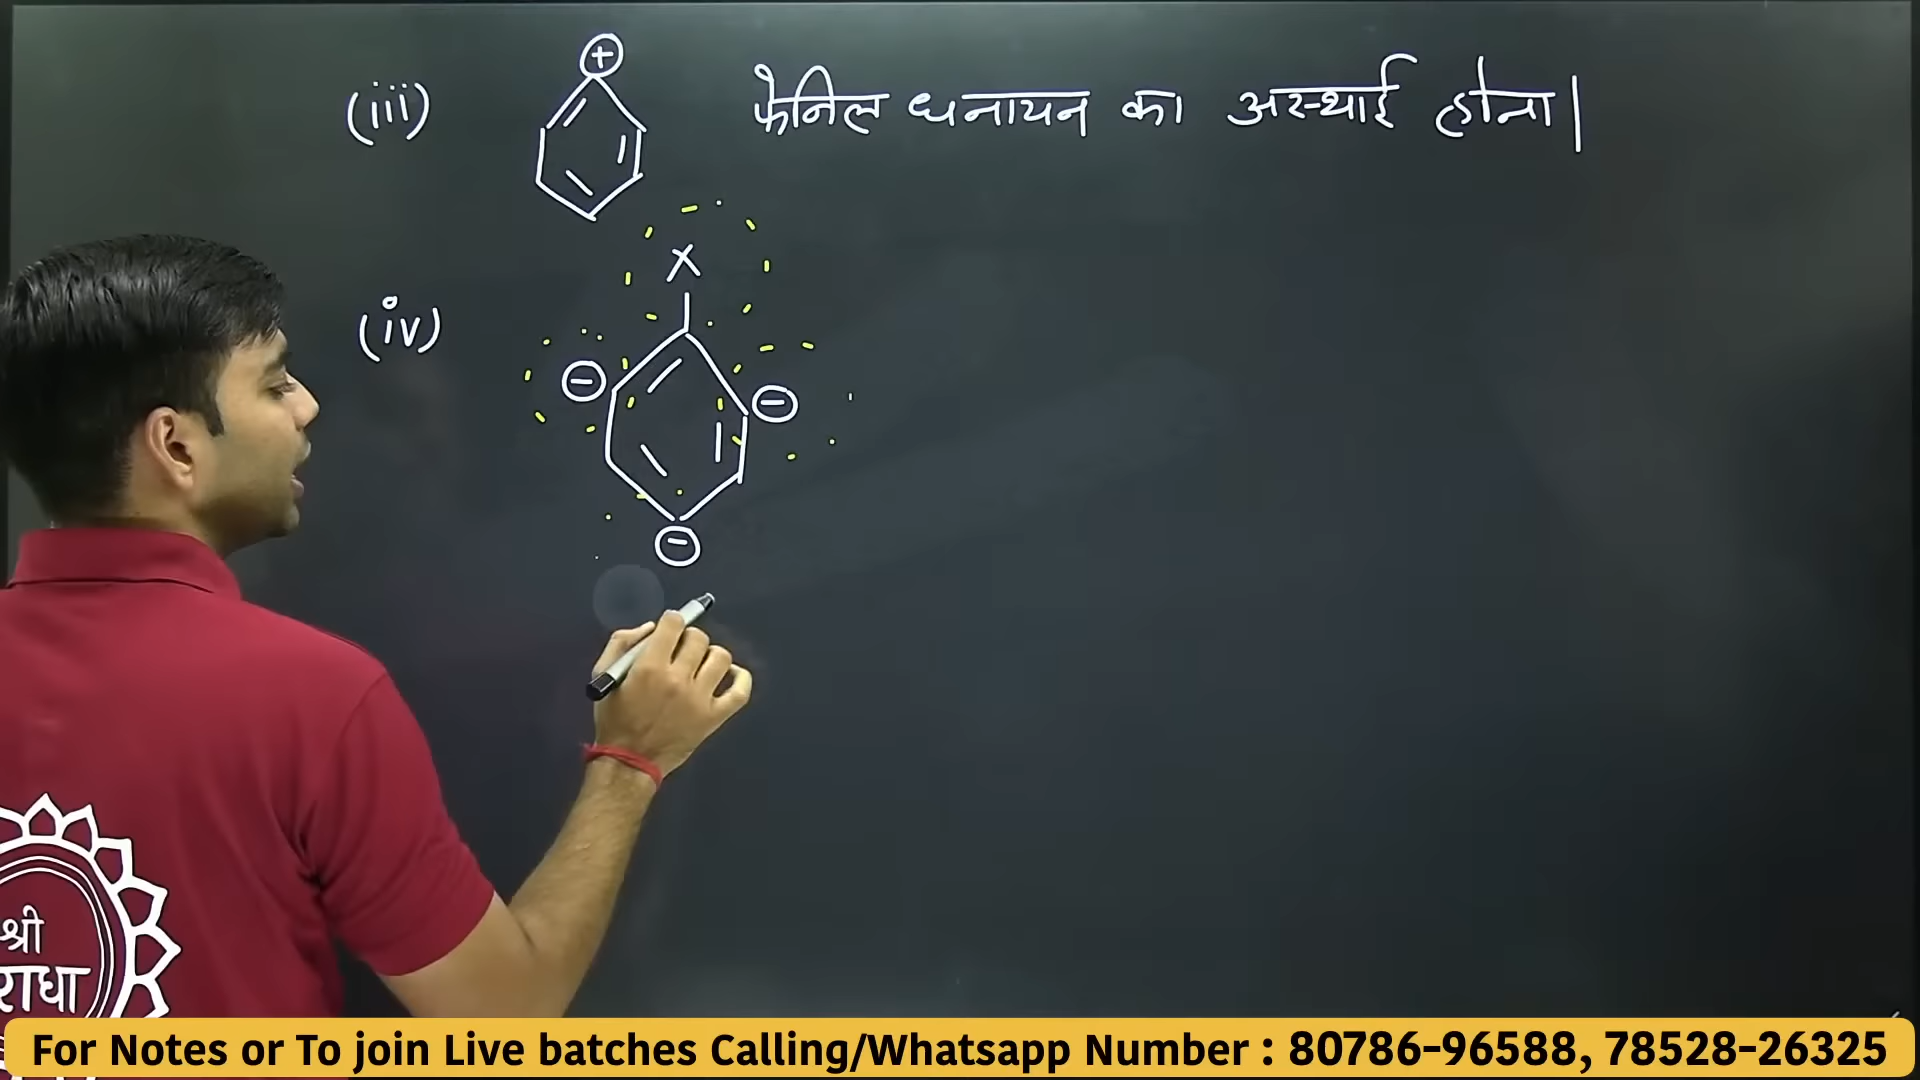 (iii) + फेनिल धनायन का अस्थाई होना|
X
(iv)
− −
−
श्री
राधा
For Notes or To join Live batches Calling/Whatsapp Number : 80786-96588, 78528-26325